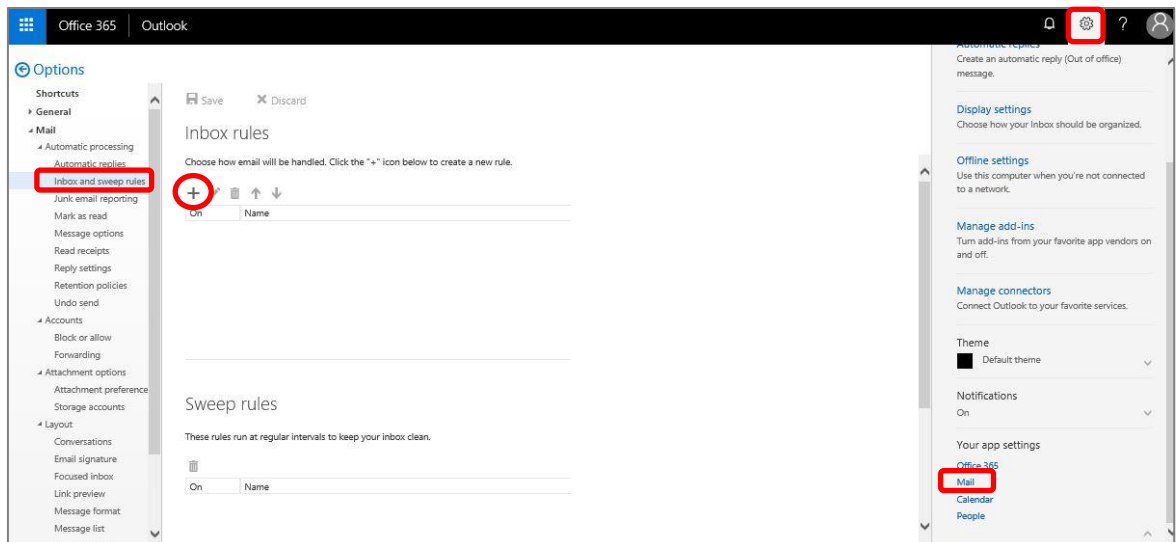 Office 365 Outlook ?
Options
Shortcuts
General
Mail
Automatic processing
Automatic replies
Inbox and sweep rules
Junk email reporting
Mark as read
Message options
Read receipts
Reply settings
Retention policies
Undo send
Accounts
Block or allow
Forwarding
Attachment options
Attachment preference
Storage accounts
Layout
Conversations
Email signature
Focused inbox
Link preview
Message format
Message list
Save Discard
Inbox rules
Choose how email will be handled. Click the "+" icon below to create a new rule.
On Name
Sweep rules
These rules run at regular intervals to keep your inbox clean.
On Name
Automatic replies
Create an automatic reply (Out of office)
message.
Display settings
Choose how your Inbox should be organized.
Offline settings
Use this computer when you're not connected
to a network.
Manage add-ins
Turn add-ins from your favorite app vendors on
and off.
Manage connectors
Connect Outlook to your favorite services.
Theme
Default theme
Notifications
On
Your app settings
Office 365
Mail
Calendar
People